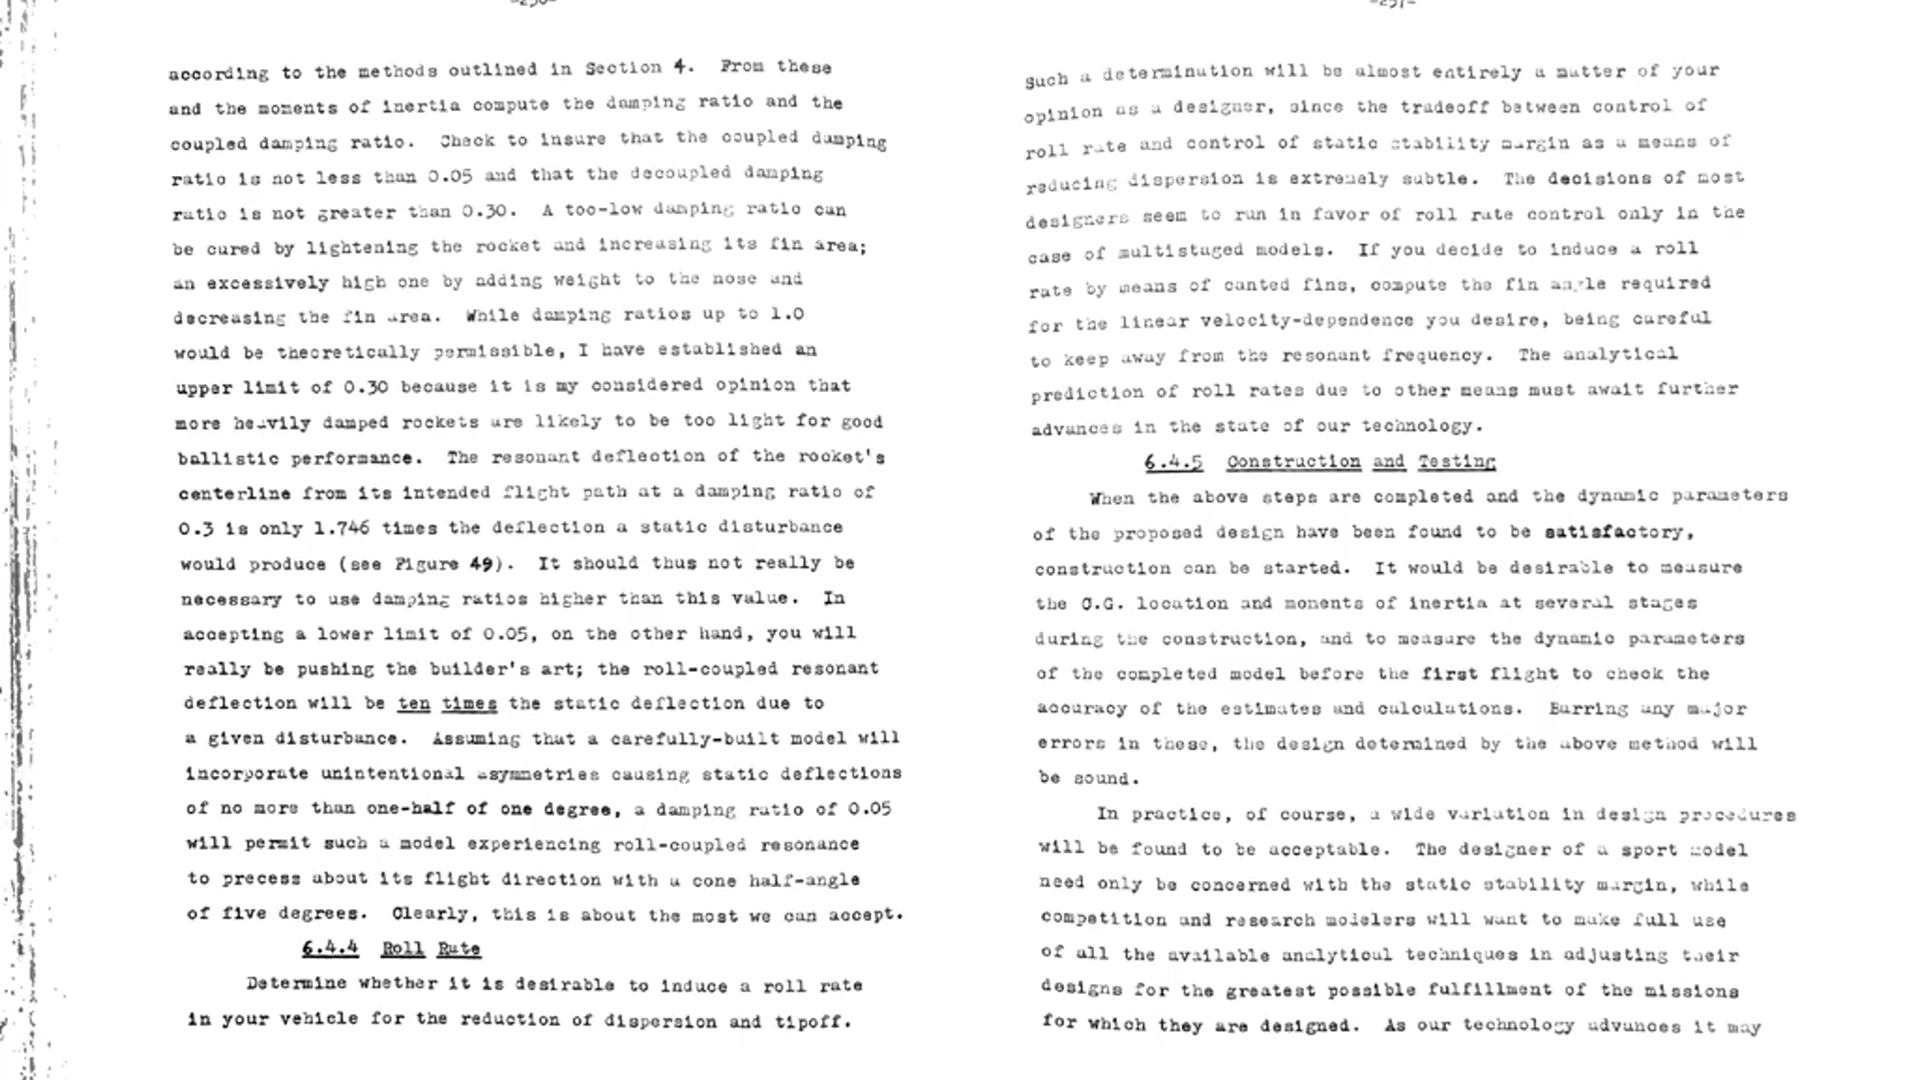 according to the methods outlined in Section 4. From these
and the moments of inertia compute the damping ratio and the
coupled damping ratio. Check to insure that the coupled damping
ratio is not less than 0.05 and that the decoupled damping
ratio is not greater than 0.30. A too-low damping ratio can
be cured by lightening the rocket and increasing its fin area;
an excessively high one by adding weight to the nose and
decreasing the fin area. While damping ratios up to 1.0
would be theoretically permissible, I have established an
upper limit of 0.30 because it is my considered opinion that
more heavily damped rockets are likely to be too light for good
ballistic performance. The resonant deflection of the rocket's
centerline from its intended flight path at a damping ratio of
0.3 is only 1.746 times the deflection a static disturbance
would produce (see Figure 49). It should thus not really be
necessary to use damping ratios higher than this value. In
accepting a lower limit of 0.05, on the other hand, you will
really be pushing the builder's art; the roll-coupled resonant
deflection will be ten times the static deflection due to
a given disturbance. Assuming that a carefully-built model will
incorporate unintentional asymmetries causing static deflections
of no more than one-half of one degree, a damping ratio of 0.05
will permit such a model experiencing roll-coupled resonance
to precess about its flight direction with a cone half-angle
of five degrees. Clearly, this is about the most we can accept.
6.4.4 Roll Rate
Determine whether it is desirable to induce a roll rate
in your vehicle for the reduction of dispersion and tipoff.
Such a determination will be almost entirely a matter of your
opinion as a designer, since the tradeoff between control of
roll rate and control of static stability margin as a means of
reducing dispersion is extremely subtle. The decisions of most
designers seem to run in favor of roll rate control only in the
case of multistaged models. If you decide to induce a roll
rate by means of canted fins, compute the fin angle required
for the linear velocity-dependence you desire, being careful
to keep away from the resonant frequency. The analytical
prediction of roll rates due to other means must await further
advances in the state of our technology.
6.4.5 Construction and Testing
When the above steps are completed and the dynamic parameters
of the proposed design have been found to be satisfactory,
construction can be started. It would be desirable to measure
the C.G. location and moments of inertia at several stages
during the construction, and to measure the dynamic parameters
of the completed model before the first flight to check the
accuracy of the estimates and calculations. Barring any major
errors in these, the design determined by the above method will
be sound.
In practice, of course, a wide variation in design procedures
will be found to be acceptable. The designer of a sport model
need only be concerned with the static stability margin, while
competition and research modelers will want to make full use
of all the available analytical techniques in adjusting their
designs for the greatest possible fulfillment of the missions
for which they are designed. As our technology advances it may